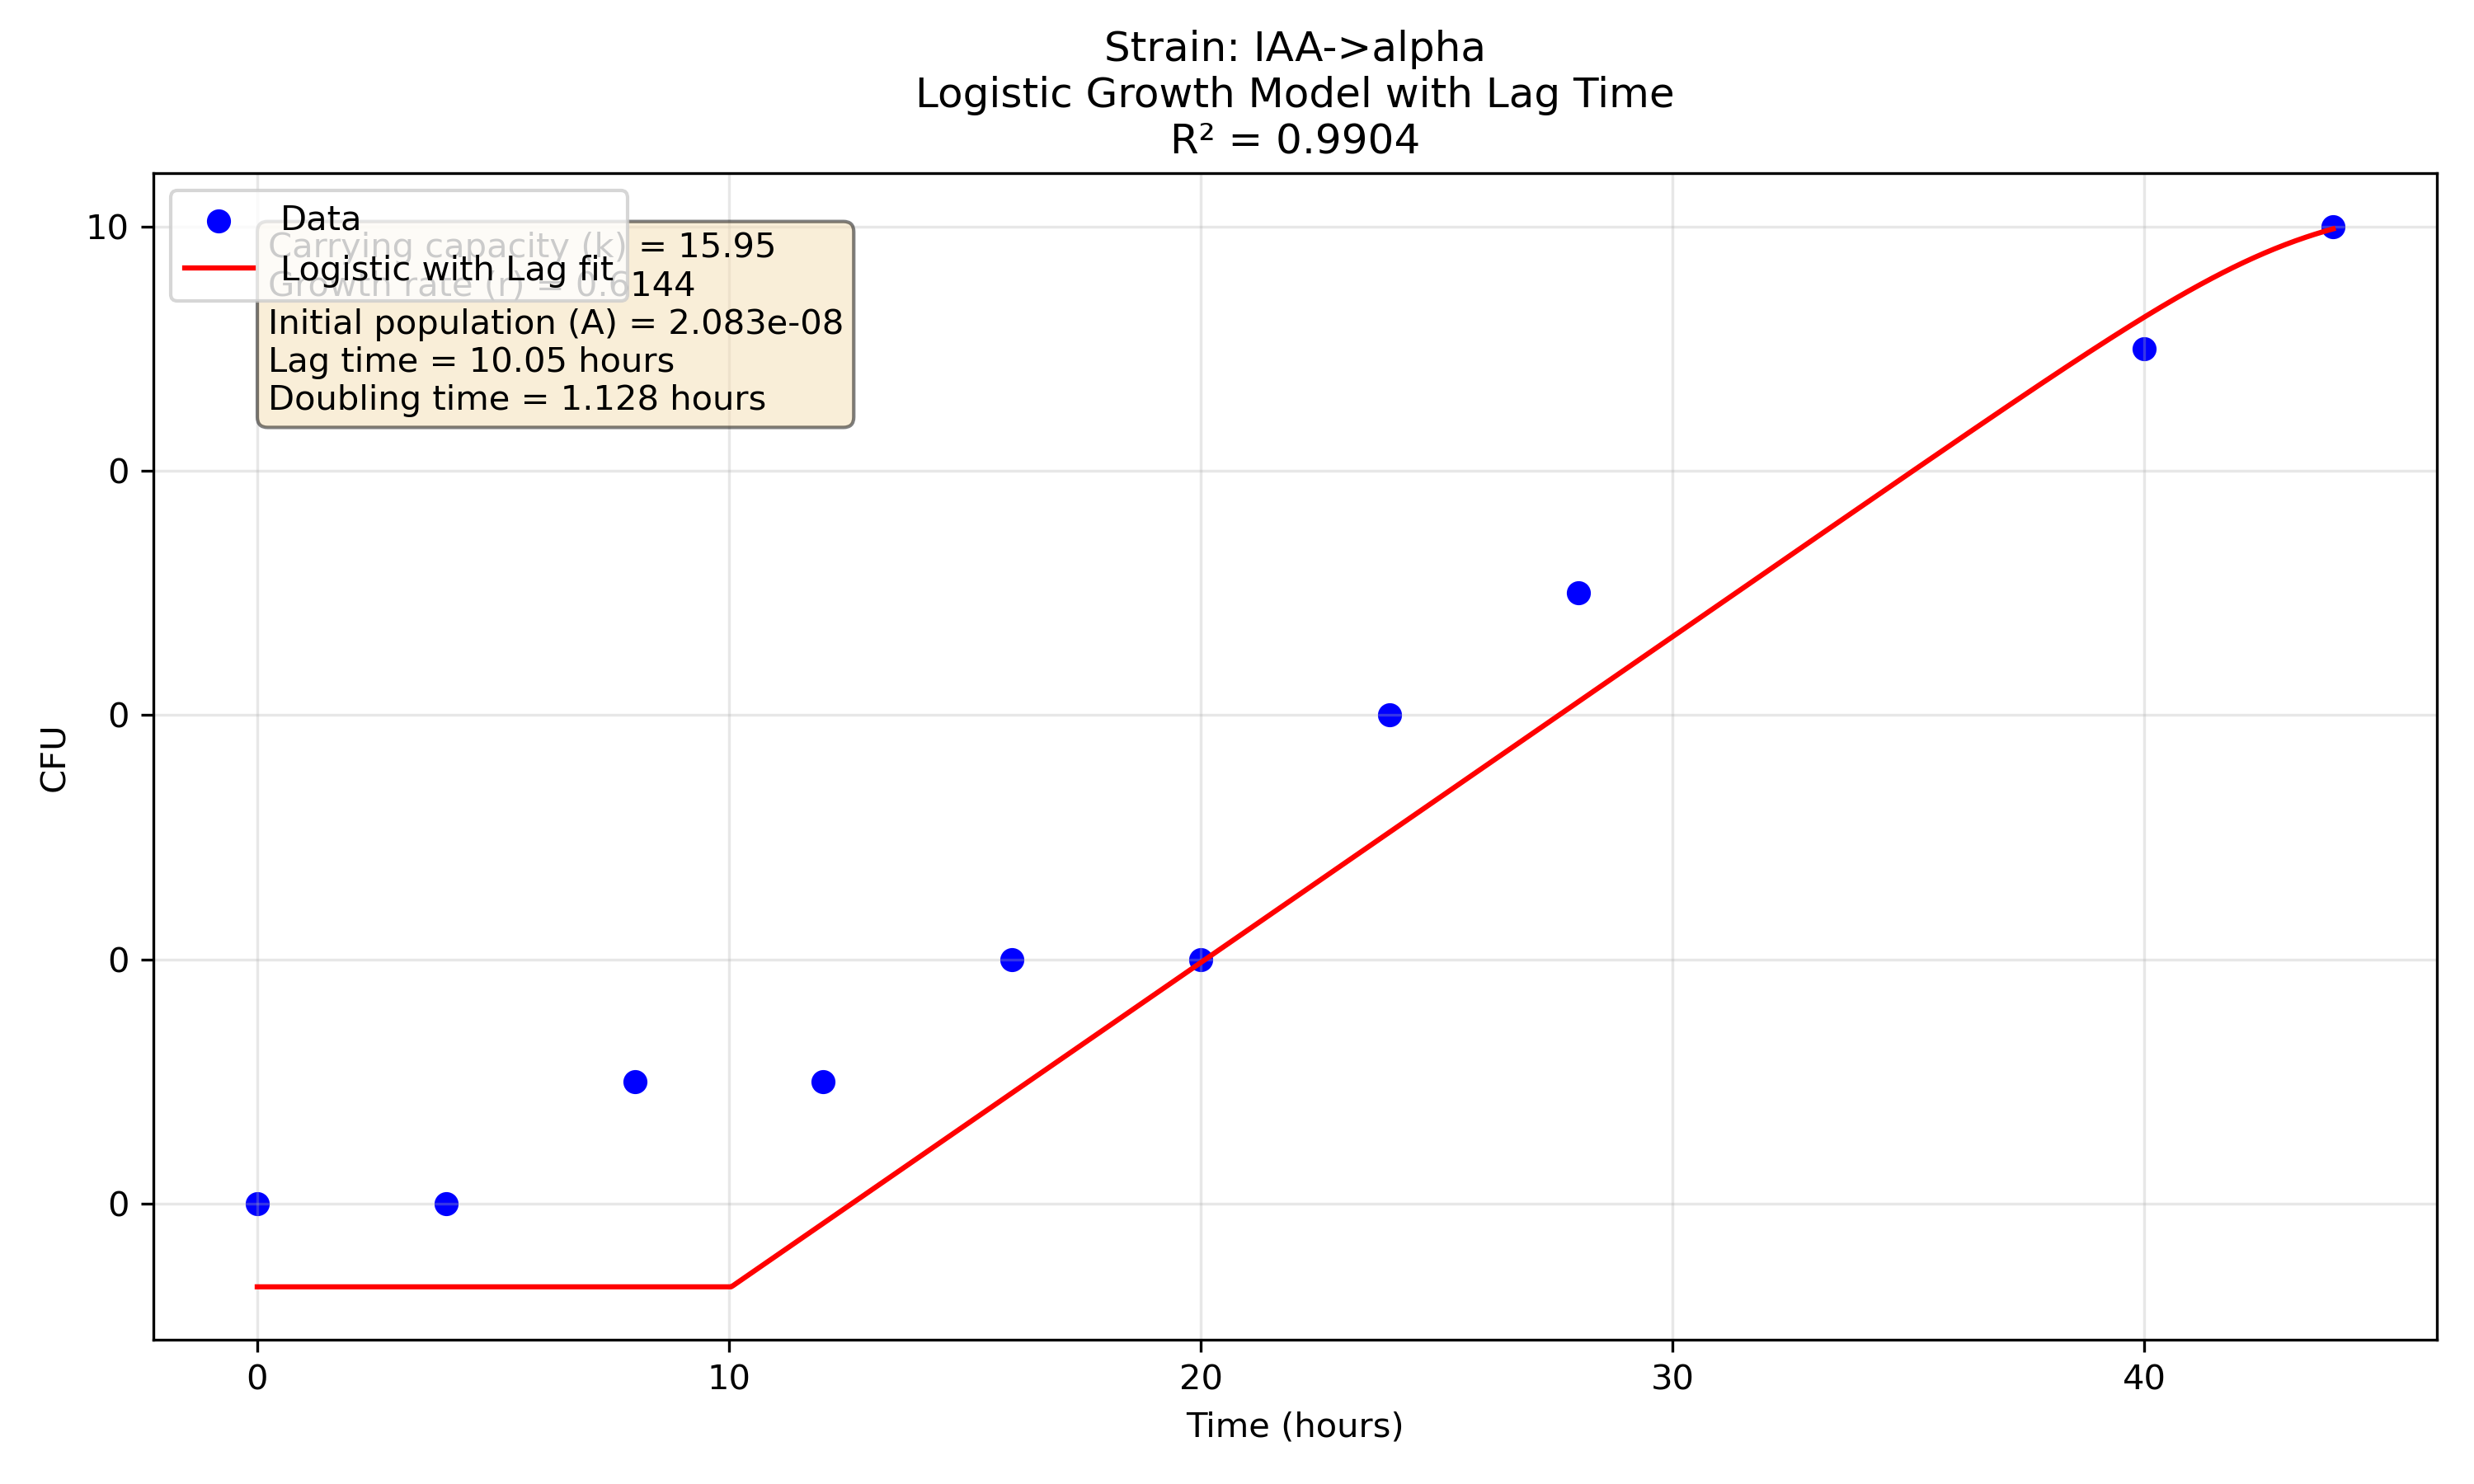 Strain: IAA->alpha
Logistic Growth Model with Lag Time
R² = 0.9904
Data
Logistic with Lag fit
Carrying capacity (k) = 15.95
Growth rate (r) = 0.6144
Initial population (A) = 2.083e-08
Lag time = 10.05 hours
Doubling time = 1.128 hours
CFU
10
0
0
0
0
0 10 20 30 40
Time (hours)